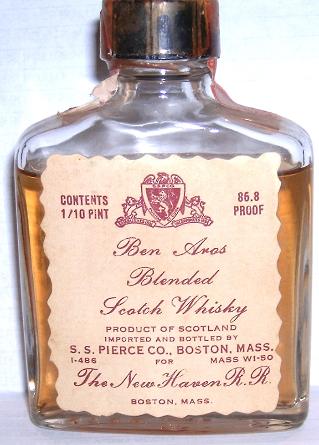 CONTENTS
1/10 PINT
86.8
PROOF
Ben Aros
Blended
Scotch Whisky
PRODUCT OF SCOTLAND
IMPORTED AND BOTTLED BY
S. S. PIERCE CO., BOSTON, MASS.
1-486 FOR MASS WI-50
The New Haven R. R.
BOSTON, MASS.